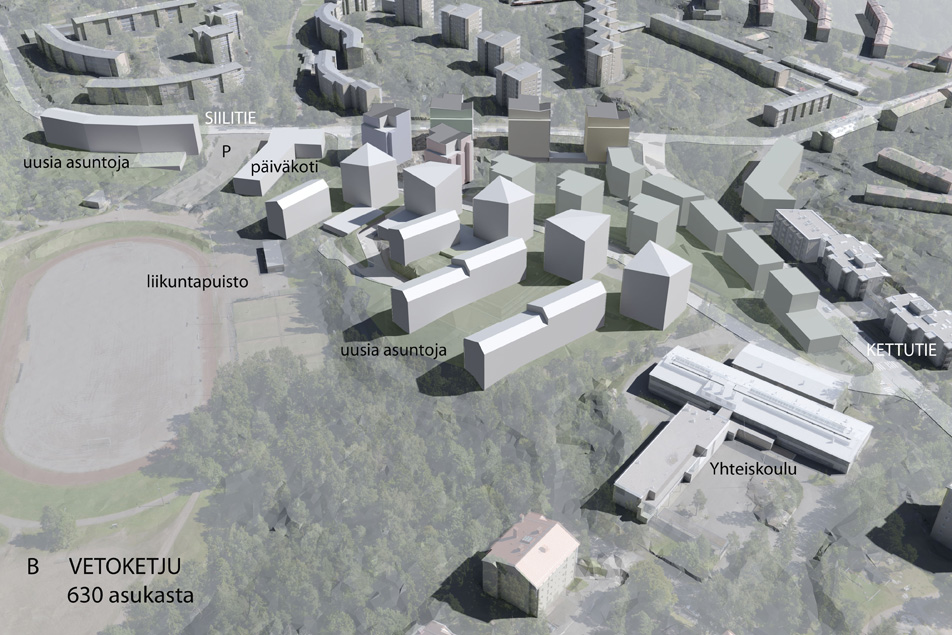 SIILITIE
uusia asuntoja
P
päiväkoti
liikuntapuisto
uusia asuntoja
KETTUTIE
Yhteiskoulu
B VETOKETJU
630 asukasta